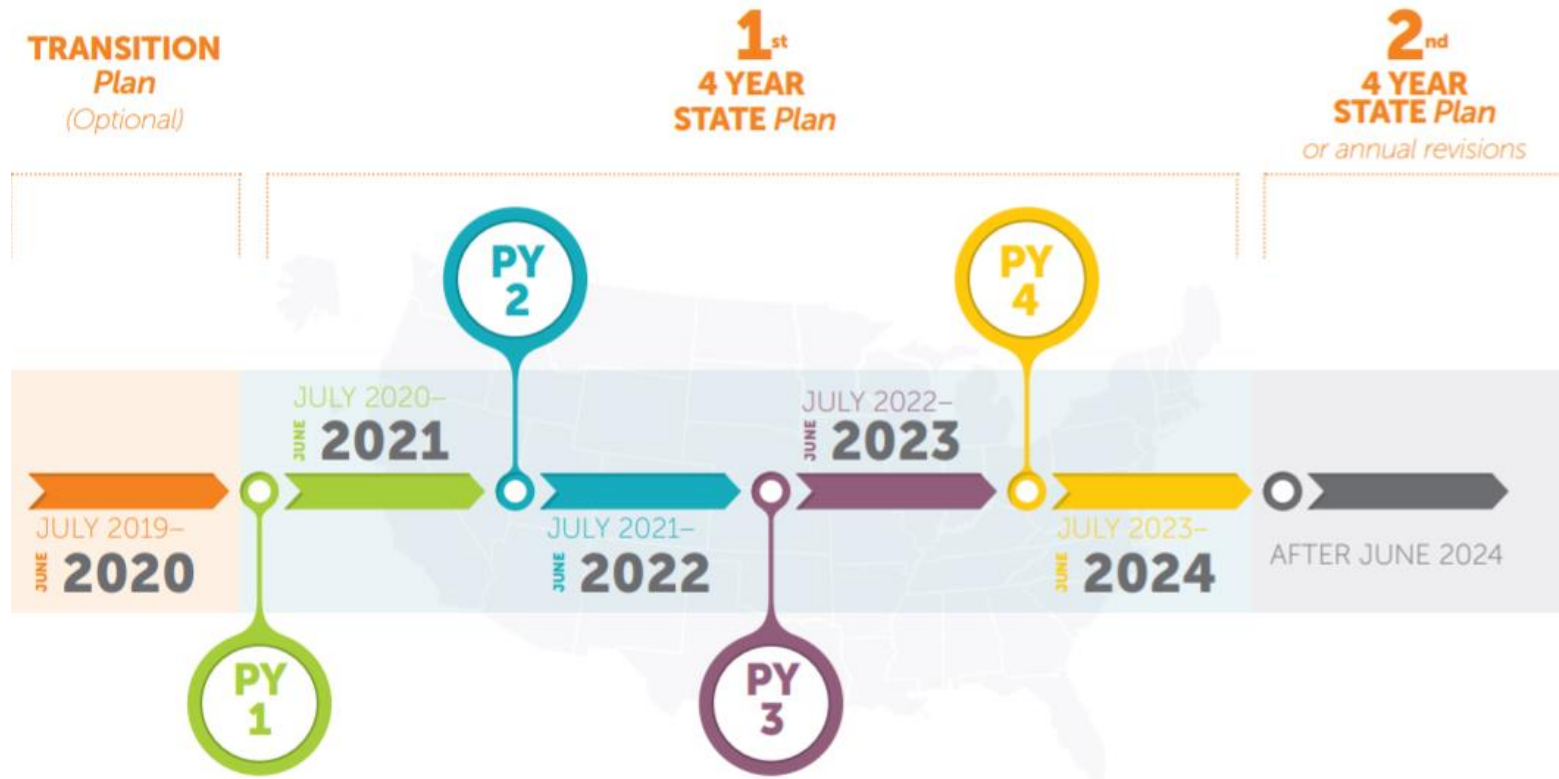 TRANSITION
Plan
(Optional)
1st
4 YEAR
STATE Plan
2nd
4 YEAR
STATE Plan
or annual revisions
PY
2
PY
4
JULY 2020–
JUNE 2021
JULY 2022–
JUNE 2023
JULY 2019–
JUNE 2020
JULY 2021–
JUNE 2022
JULY 2023–
JUNE 2024
AFTER JUNE 2024
PY
1
PY
3